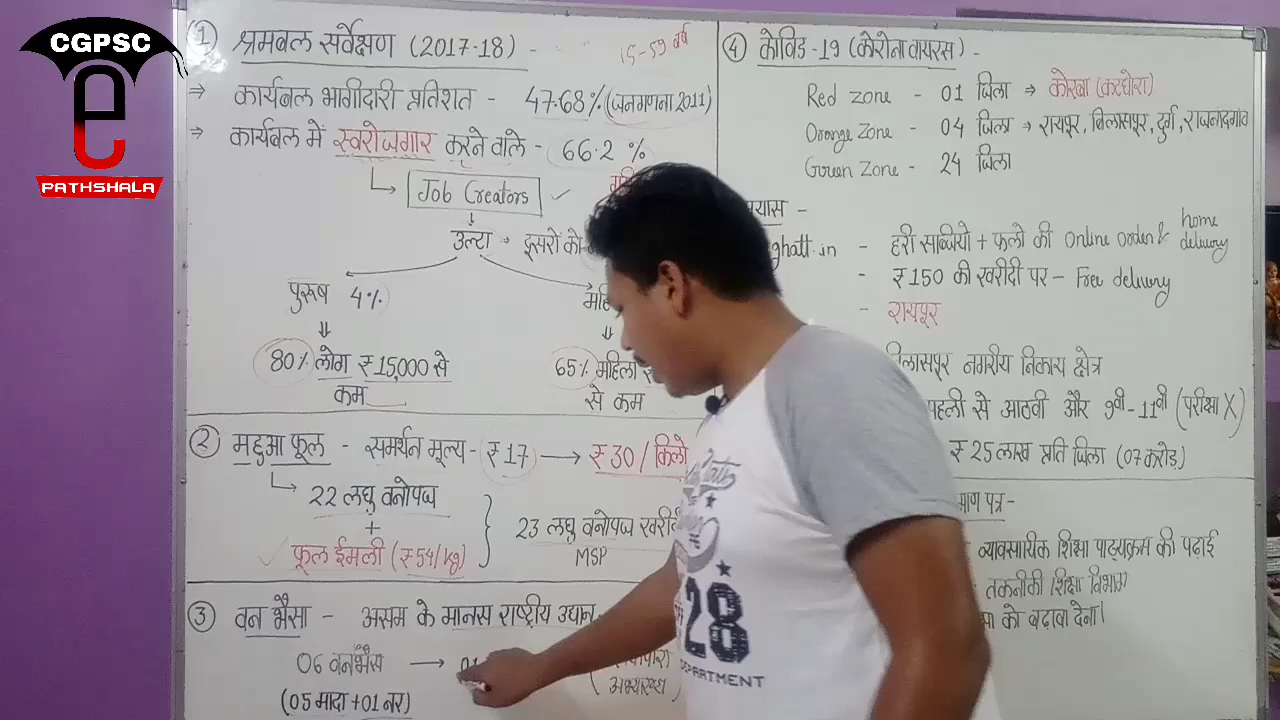 CGPSC
e
PATHSHALA
① श्रमबल सर्वेक्षण (2017-18) -
15-59 वर्ष
⇒ कार्यबल भागीदारी प्रतिशत - 47.68% (जनगणना 2011)
⇒ कार्यबल में स्वरोजगार करने वाले - 66.2 %
Job Creators ✓
उल्टा → दूसरों को
पुरूष 4%
80% लोग ₹15,000 से
कम
65% महिला
से कम
② महुआ फूल - समर्थन मूल्य - ₹17 → ₹30/किलो
22 लघु वनोपज
+
✓ फूल ईमली (₹54/kg)
23 लघु वनोपज
MSP
③ वन भैंसा - असम के मानस राष्ट्रीय उद्यान
06 वनभैंस → 01
(05 मादा + 01 नर)
अभ्यारण्य)
④ कोविड-19 (कोरोना वायरस) -
Red Zone - 01 जिला → कोरबा (कटघोरा)
Orange Zone - 04 जिला → रायपुर, बिलासपुर, दुर्ग, राजनांदगांव
Green Zone - 24 जिला
ghatt.in - हरी सब्जियो + फलो की Online order & home delivery
- ₹150 की खरीदी पर - Free delivery
- रायपुर
बिलासपुर नगरीय निकाय क्षेत्र
पहली से आठवी और 9वी - 11वी (परीक्षा X)
₹25 लाख प्रति जिला (07 करोड़)
पत्र -
व्यावसायिक शिक्षा पाठ्यक्रम की पढ़ाई
तकनीकी शिक्षा विभाग
को बढ़ावा देना।
28
DEPARTMENT